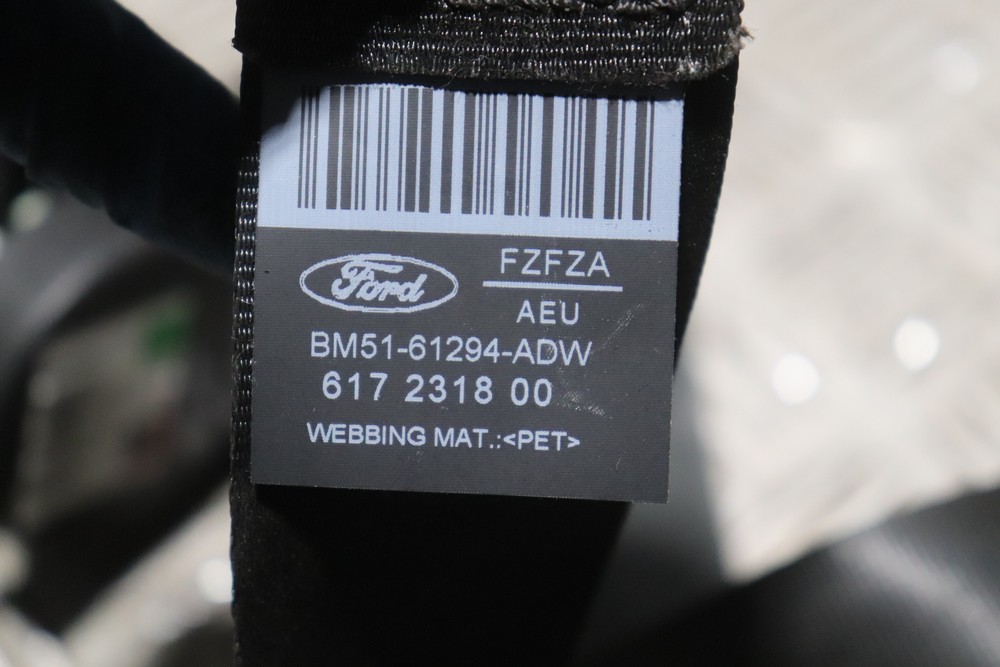 Ford
FZFZA
AEU
BM51-61294-ADW
617 2318 00
WEBBING MAT.:<PET>